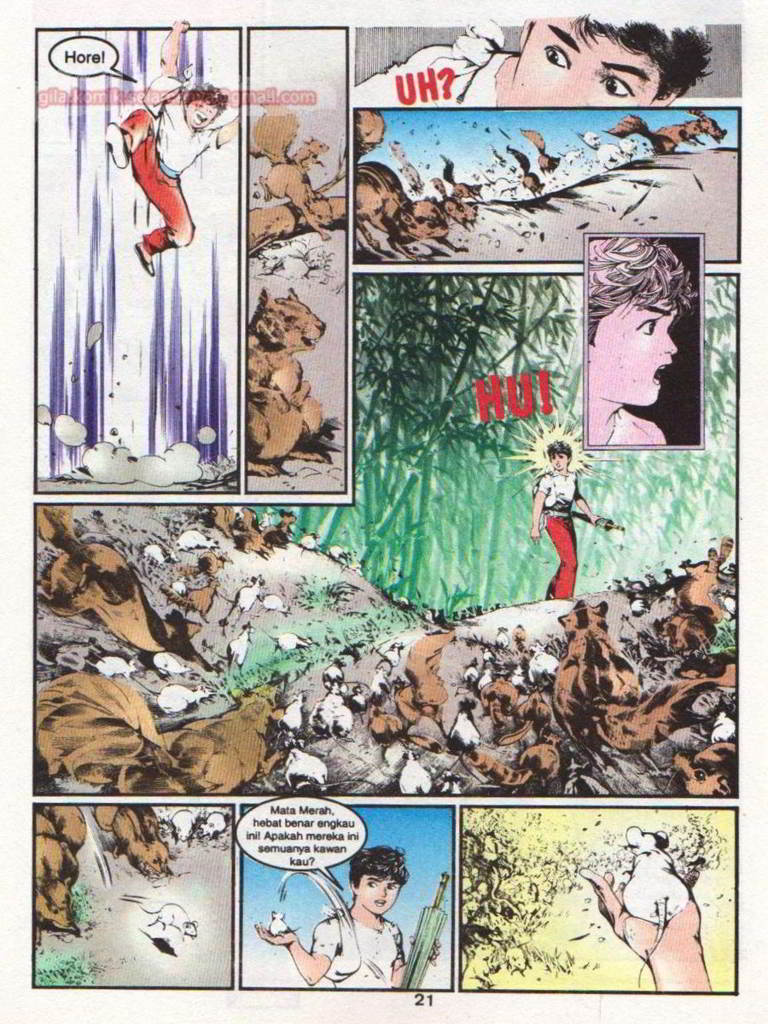 Hore!
UH?
HU!
Mata Merah,
hebat benar engkau
ini! Apakah mereka ini
semuanya kawan
kau?
21